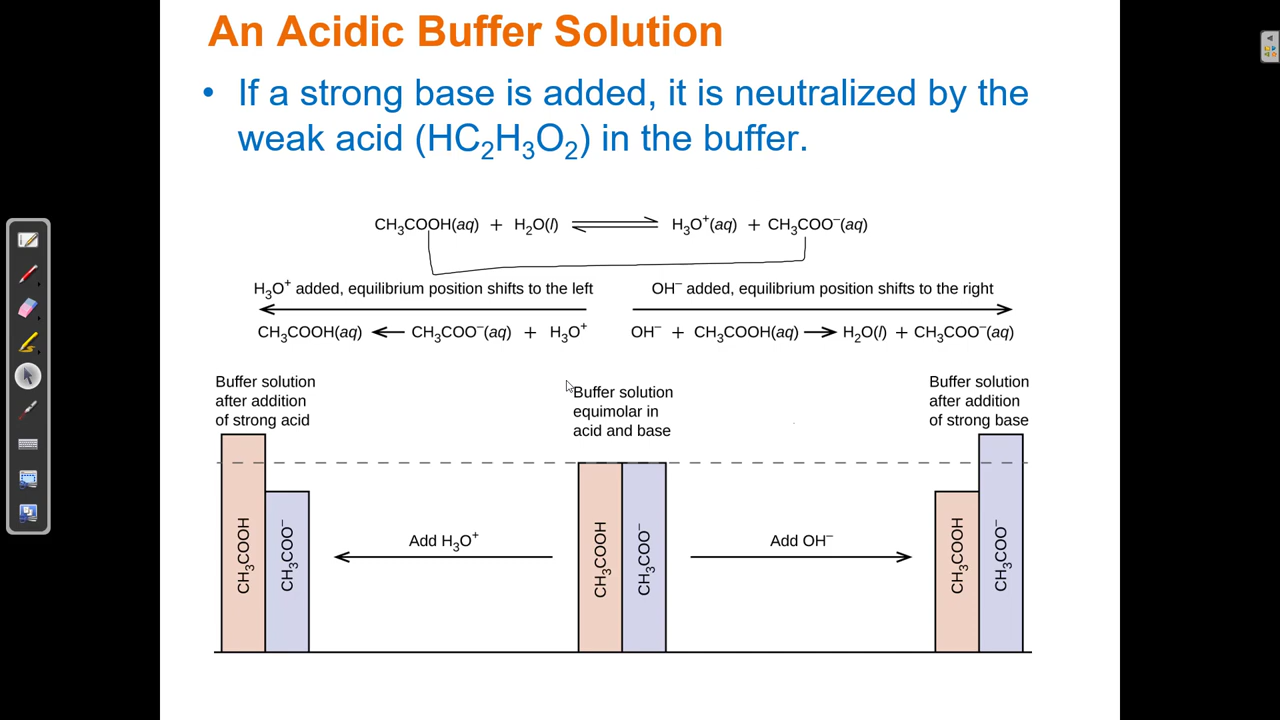 An Acidic Buffer Solution
• If a strong base is added, it is neutralized by the
weak acid (HC₂H₃O₂) in the buffer.
CH₃COOH(aq) + H₂O(l) ⇌ H₃O⁺(aq) + CH₃COO⁻(aq)
H₃O⁺ added, equilibrium position shifts to the left
OH⁻ added, equilibrium position shifts to the right
CH₃COOH(aq) ← CH₃COO⁻(aq) + H₃O⁺
OH⁻ + CH₃COOH(aq) → H₂O(l) + CH₃COO⁻(aq)
Buffer solution
after addition
of strong acid
Buffer solution
equimolar in
acid and base
Buffer solution
after addition
of strong base
CH₃COOH
CH₃COO⁻
Add H₃O⁺
CH₃COOH
CH₃COO⁻
Add OH⁻
CH₃COOH
CH₃COO⁻